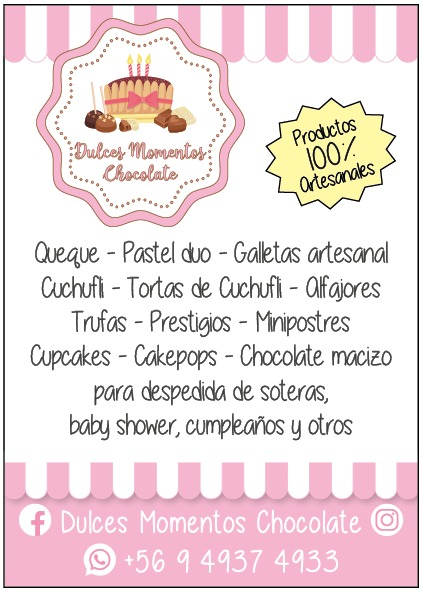 Dulces Momentos
Chocolate
Productos
100%
Artesanales
Queque - Pastel duo - Galletas artesanal
Cuchufli - Tortas de Cuchufli - Alfajores
Trufas - Prestigios - Minipostres
Cupcakes - Cakepops - Chocolate macizo
para despedida de soteras,
baby shower, cumpleaños y otros
Dulces Momentos Chocolate
+56 9 4937 4933